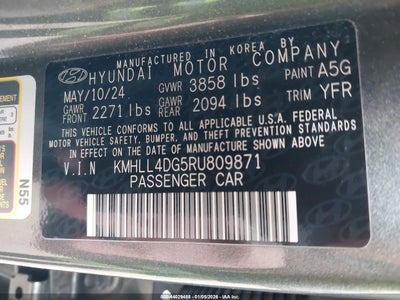 MANUFACTURED IN KOREA BY
HYUNDAI MOTOR COMPANY
MAY/10/24 GVWR 3858 lbs PAINT A5G
GAWR FRONT 2271 lbs GAWR REAR 2094 lbs TRIM YFR
THIS VEHICLE CONFORMS TO ALL APPLICABLE FEDERAL
MOTOR VEHICLE SAFETY, BUMPER, AND THEFT PREVENTION
STANDARDS IN EFFECT ON THE DATE OF MANUFACTURE
SHOWN ABOVE.
V.I.N KMHLL4DG5RU809871
PASSENGER CAR
N55